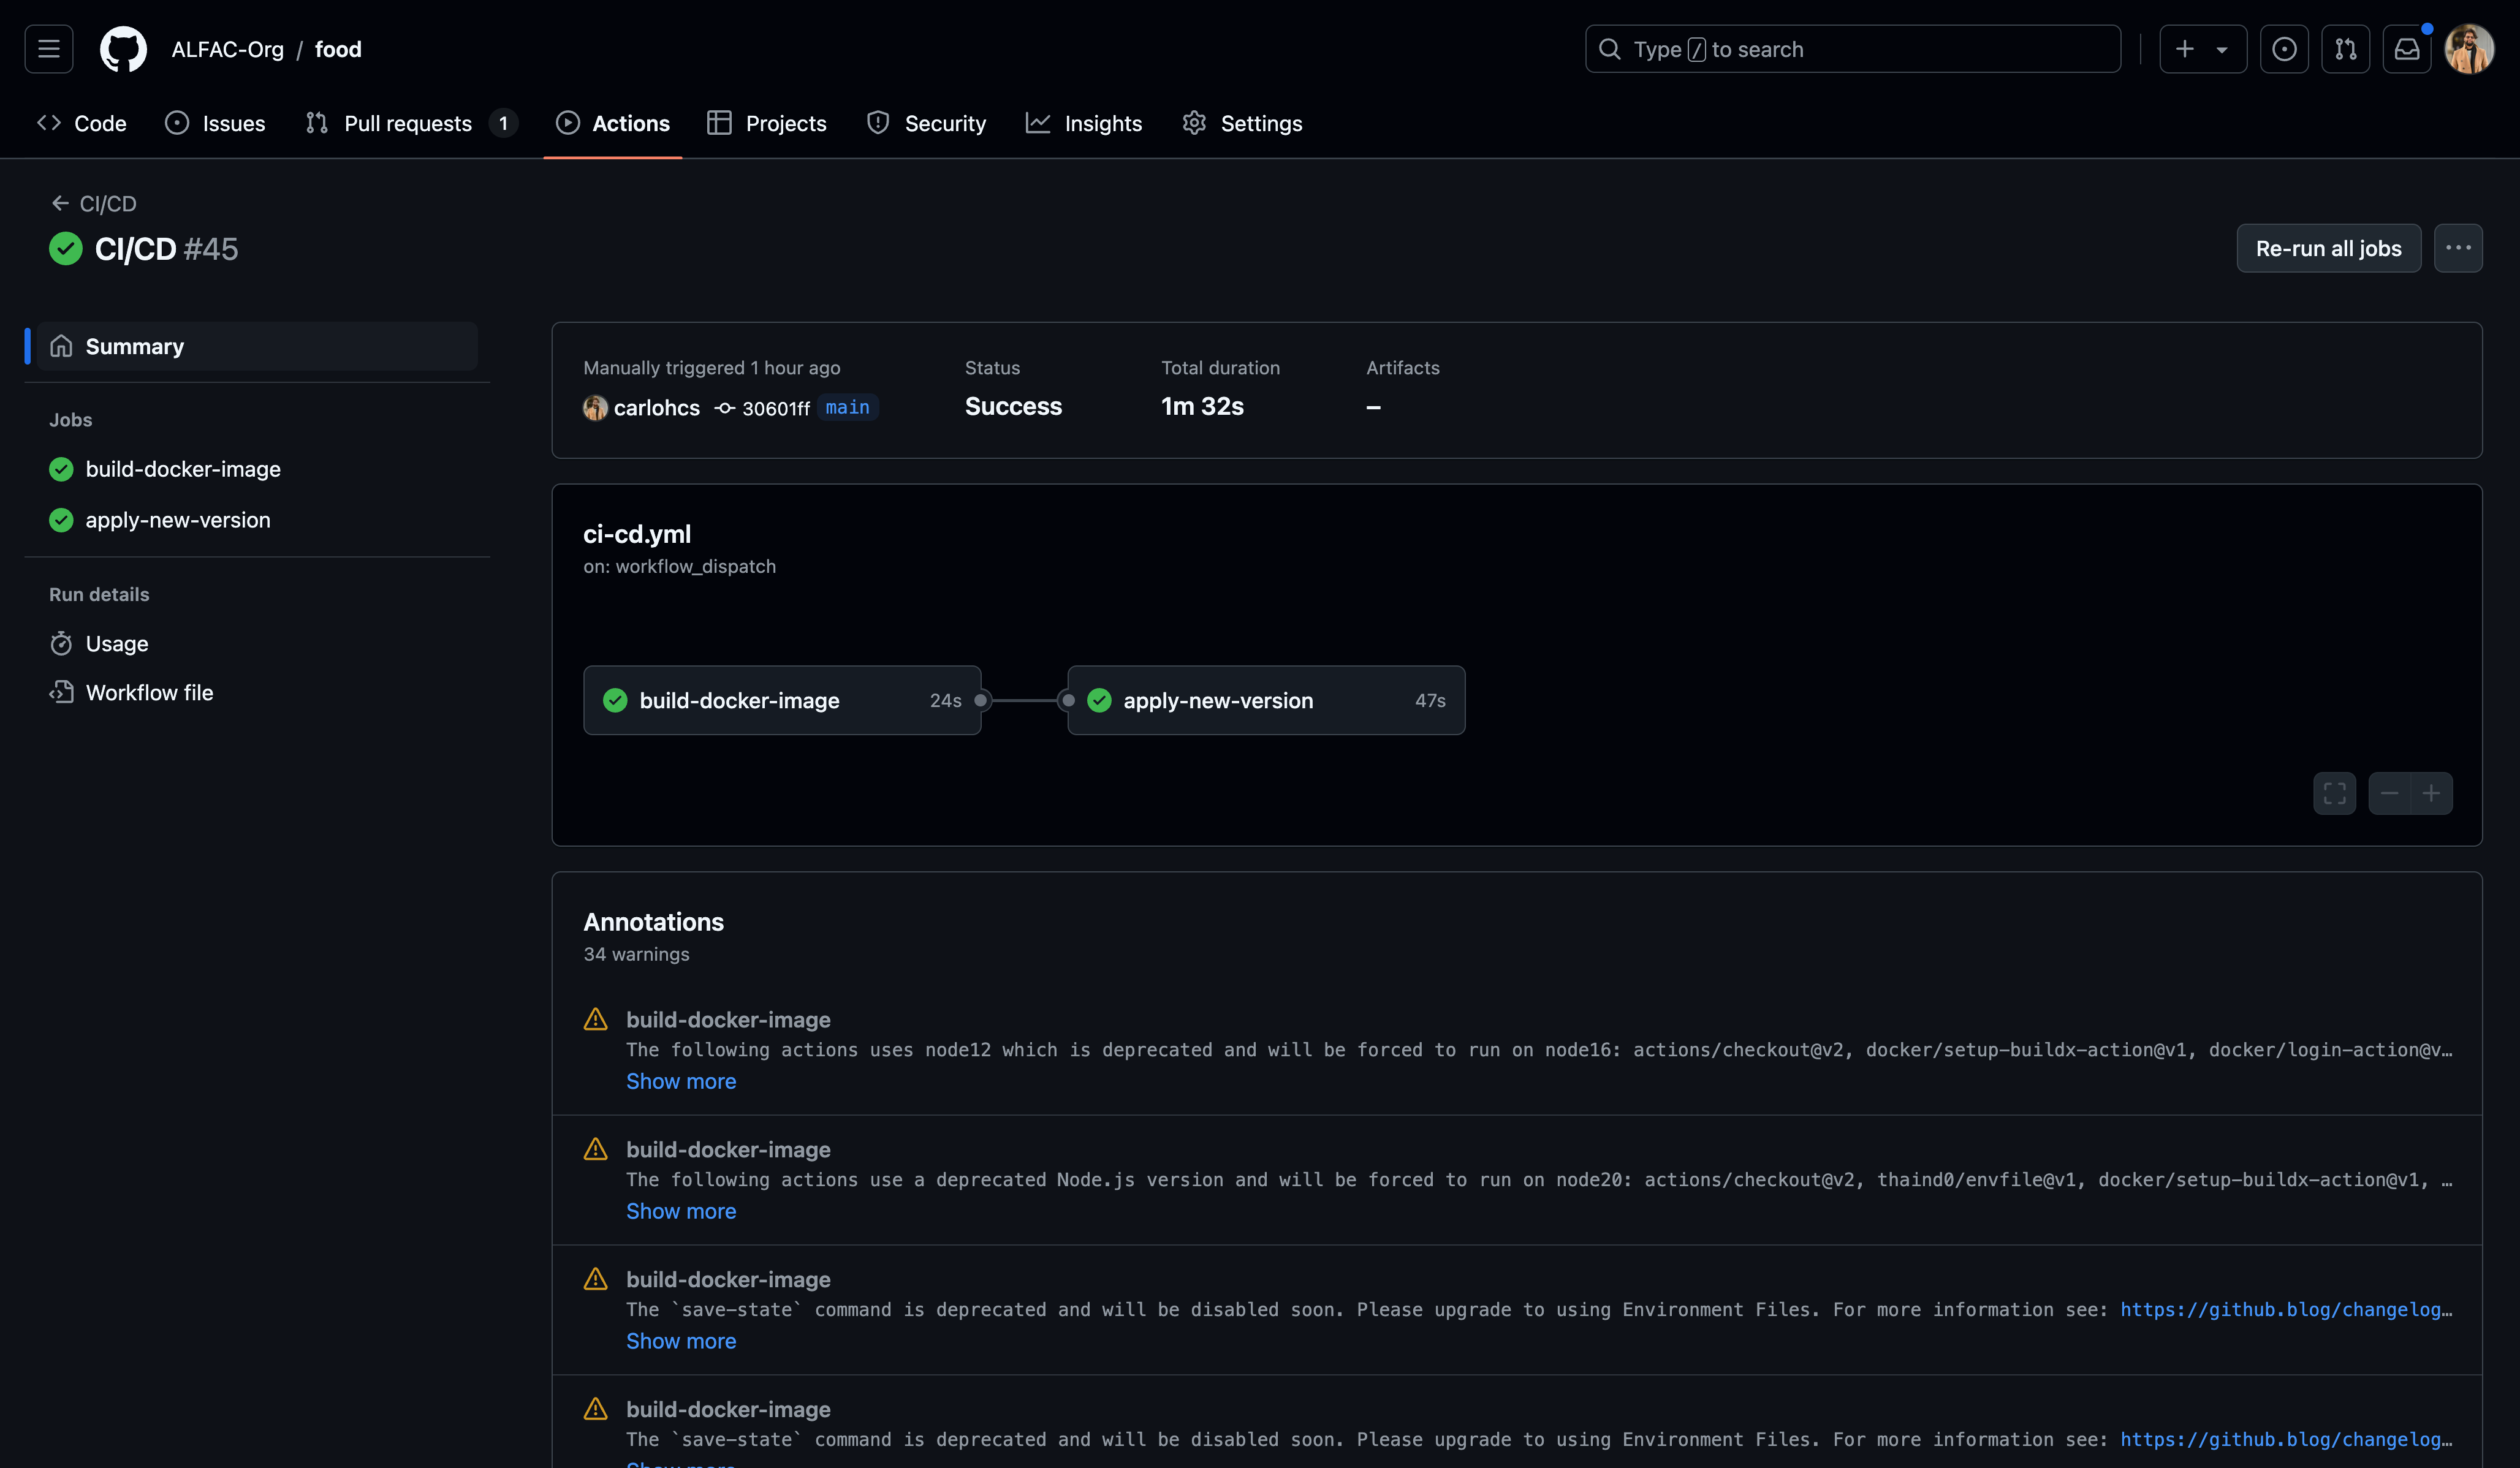 ALFAC-Org / food
Type / to search
Code
Issues
Pull requests 1
Actions
Projects
Security
Insights
Settings
CI/CD
CI/CD #45
Re-run all jobs
Summary
Jobs
build-docker-image
apply-new-version
Run details
Usage
Workflow file
Manually triggered 1 hour ago
carlohcs 30601ff main
Status
Success
Total duration
1m 32s
Artifacts
–
ci-cd.yml
on: workflow_dispatch
build-docker-image 24s
apply-new-version 47s
Annotations
34 warnings
build-docker-image
The following actions uses node12 which is deprecated and will be forced to run on node16: actions/checkout@v2, docker/setup-buildx-action@v1, docker/login-action@v…
Show more
build-docker-image
The following actions use a deprecated Node.js version and will be forced to run on node20: actions/checkout@v2, thaind0/envfile@v1, docker/setup-buildx-action@v1, …
Show more
build-docker-image
The `save-state` command is deprecated and will be disabled soon. Please upgrade to using Environment Files. For more information see: https://github.blog/changelog…
Show more
build-docker-image
The `save-state` command is deprecated and will be disabled soon. Please upgrade to using Environment Files. For more information see: https://github.blog/changelog…
Show more